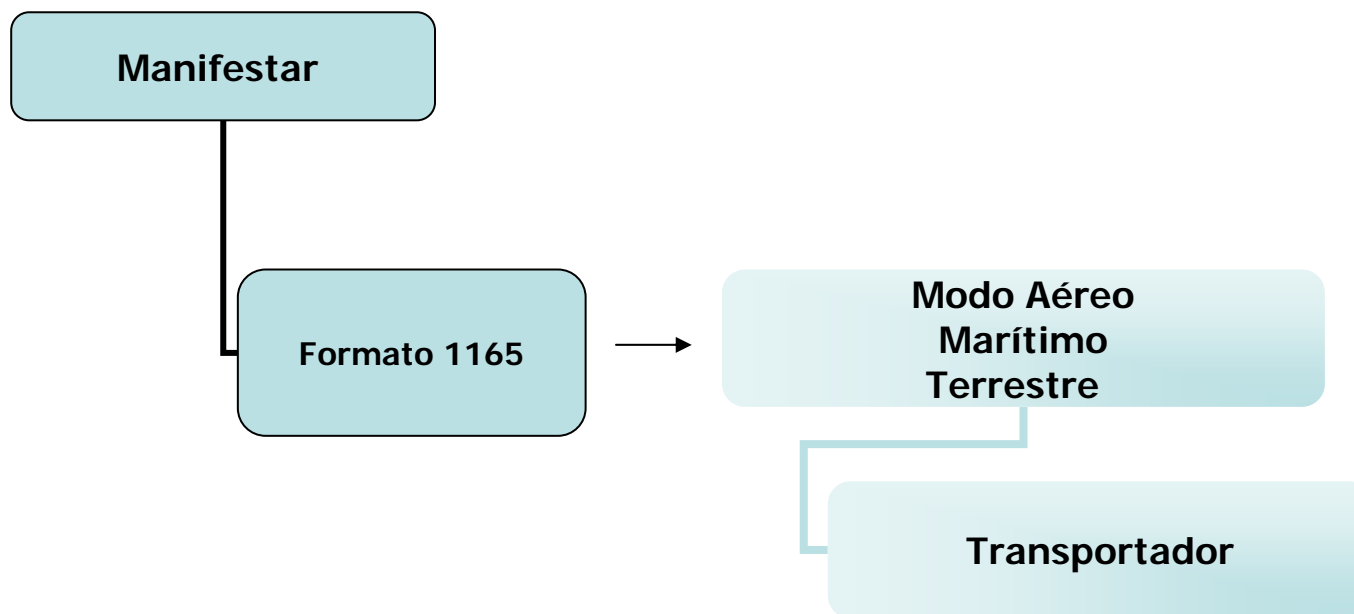 Manifestar
Formato 1165
Modo Aéreo
Marítimo
Terrestre
Transportador